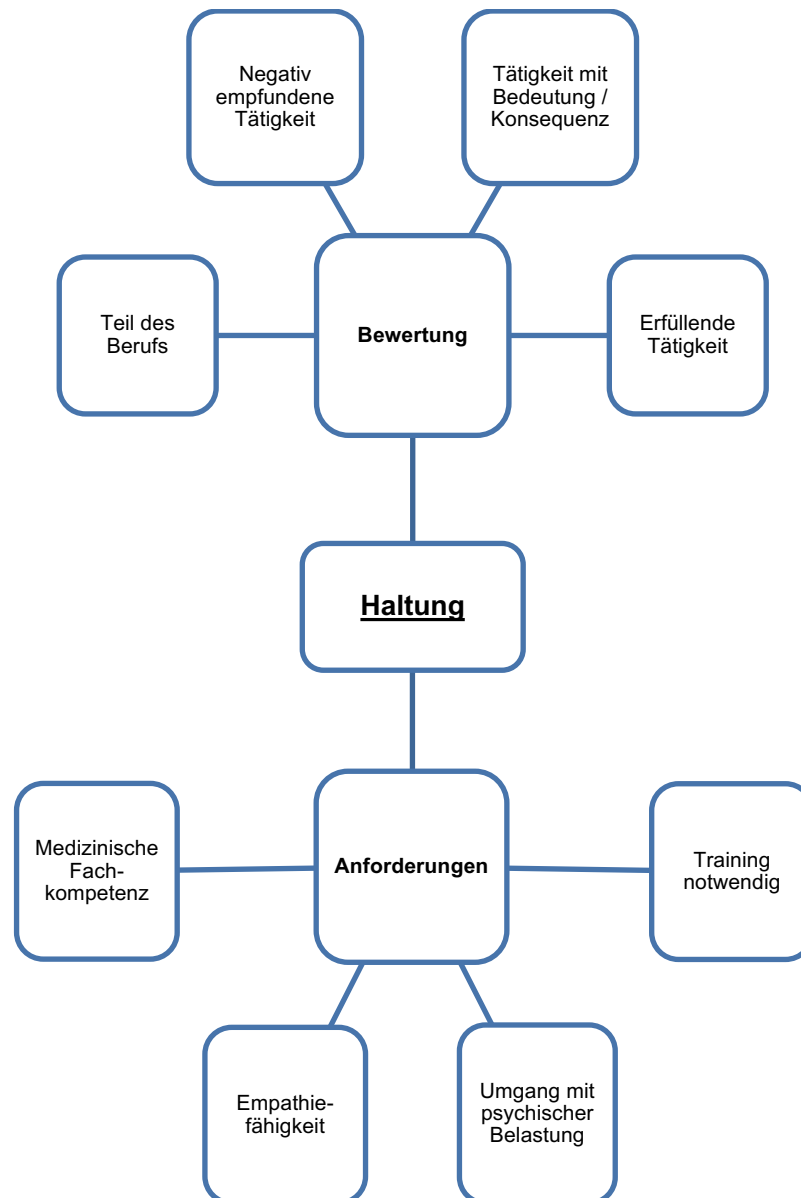 Negativ
empfundene
Tätigkeit
Tätigkeit mit
Bedeutung /
Konsequenz
Teil des
Berufs
Bewertung
Erfüllende
Tätigkeit
Haltung
Medizinische
Fach-
kompetenz
Anforderungen
Training
notwendig
Empathie-
fähigkeit
Umgang mit
psychischer
Belastung